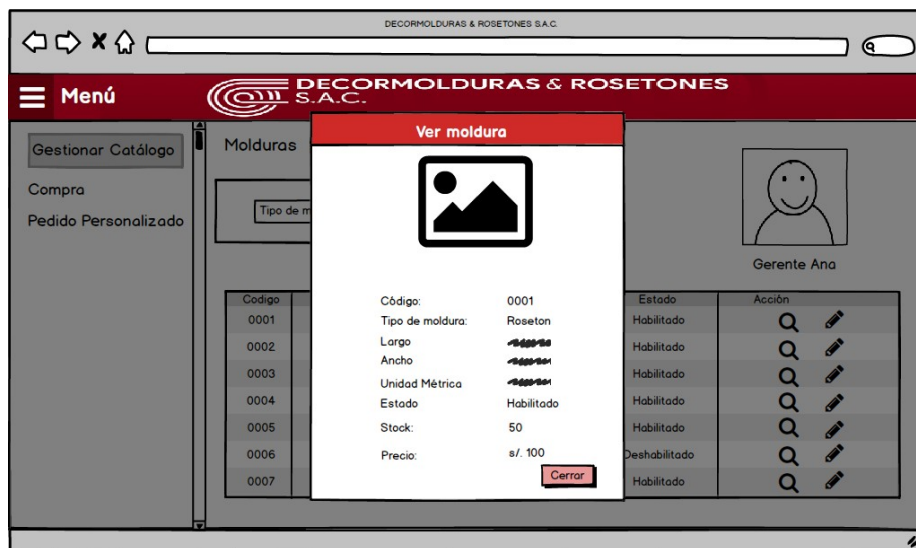 DECORMOLDURAS & ROSETONES S.A.C.
Menú
DECORMOLDURAS & ROSETONES
S.A.C.
Gestionar Catálogo
Compra
Pedido Personalizado
Molduras
Tipo de m
Gerente Ana
Ver moldura
Código: 0001
Tipo de moldura: Roseton
Largo
Ancho
Unidad Métrica
Estado Habilitado
Stock: 50
Precio: s/. 100
Cerrar
Codigo Estado Acción
0001 Habilitado
0002 Habilitado
0003 Habilitado
0004 Habilitado
0005 Habilitado
0006 Deshabilitado
0007 Habilitado